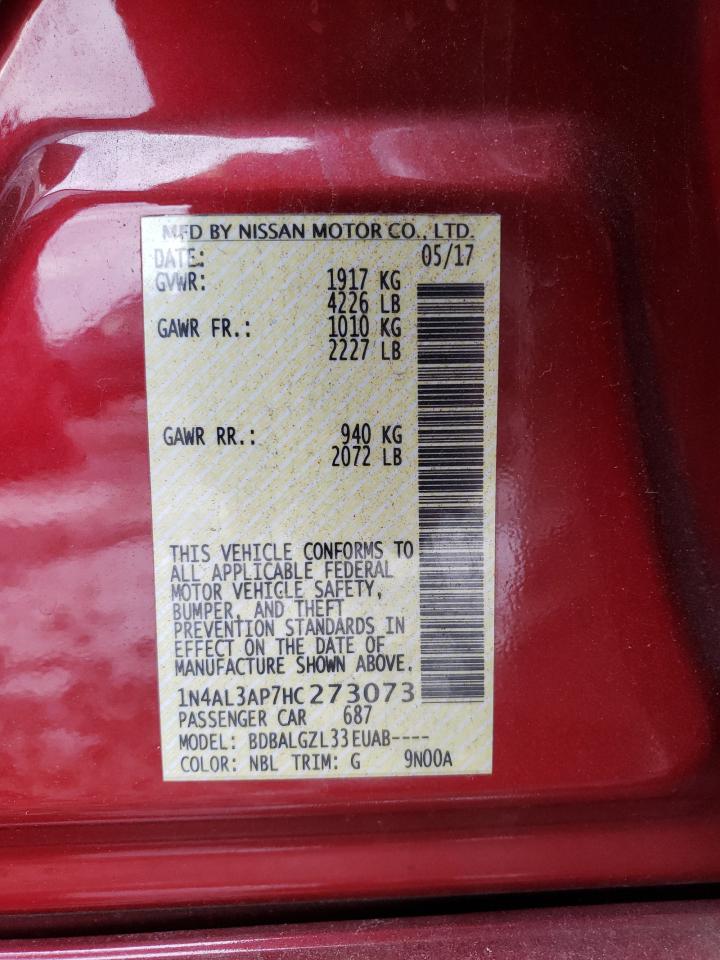 MFD BY NISSAN MOTOR CO., LTD.
DATE: 05/17
GVWR: 1917 KG
4226 LB
GAWR FR.: 1010 KG
2227 LB
GAWR RR.: 940 KG
2072 LB
THIS VEHICLE CONFORMS TO
ALL APPLICABLE FEDERAL
MOTOR VEHICLE SAFETY,
BUMPER, AND THEFT
PREVENTION STANDARDS IN
EFFECT ON THE DATE OF
MANUFACTURE SHOWN ABOVE.
1N4AL3AP7HC273073
PASSENGER CAR 687
MODEL: BDBALGZL33EUAB----
COLOR: NBL TRIM: G 9N00A